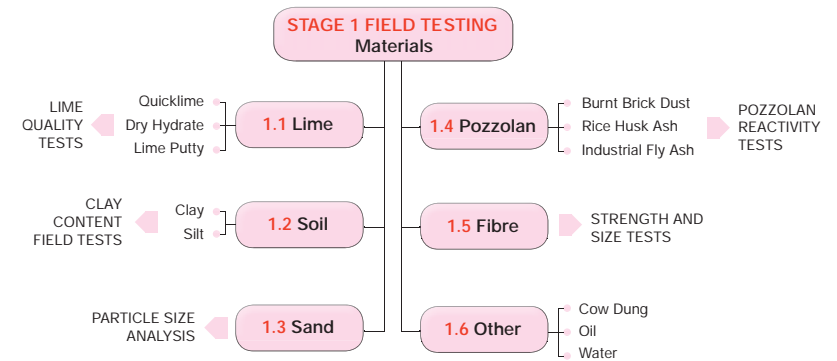 STAGE 1 FIELD TESTING
Materials
LIME
QUALITY
TESTS
Quicklime
Dry Hydrate
Lime Putty
1.1 Lime
CLAY
CONTENT
FIELD TESTS
Clay
Silt
1.2 Soil
PARTICLE SIZE
ANALYSIS
1.3 Sand
1.4 Pozzolan
Burnt Brick Dust
Rice Husk Ash
Industrial Fly Ash
POZZOLAN
REACTIVITY
TESTS
1.5 Fibre
STRENGTH AND
SIZE TESTS
1.6 Other
Cow Dung
Oil
Water